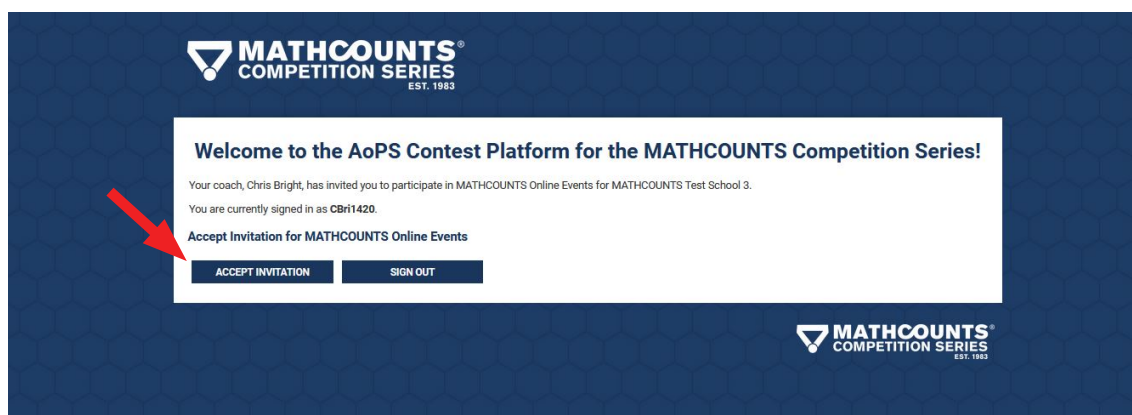 MATHCOUNTS®
COMPETITION SERIES
EST. 1983
Welcome to the AoPS Contest Platform for the MATHCOUNTS Competition Series!
Your coach, Chris Bright, has invited you to participate in MATHCOUNTS Online Events for MATHCOUNTS Test School 3.
You are currently signed in as CBri1420.
Accept Invitation for MATHCOUNTS Online Events
ACCEPT INVITATION SIGN OUT
MATHCOUNTS®
COMPETITION SERIES
EST. 1983